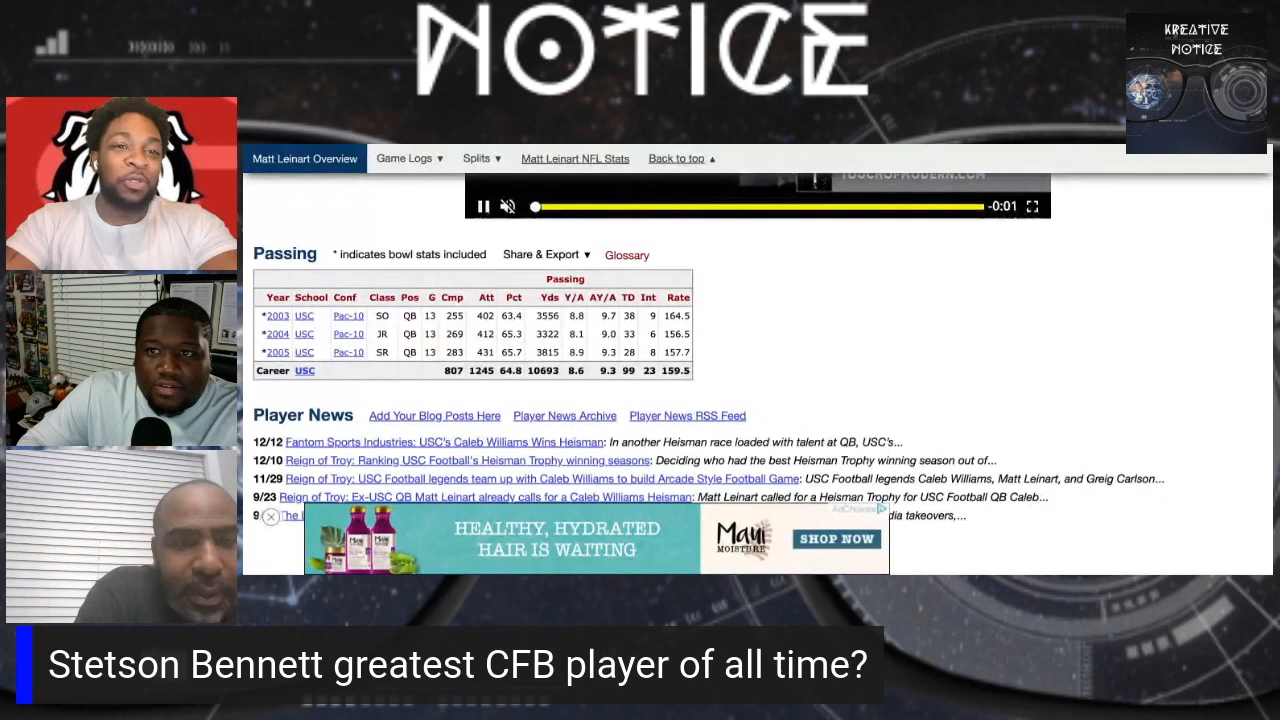 NOTICE
KREATIVE
NOTICE
Matt Leinart Overview Game Logs ▼ Splits ▼ Matt Leinart NFL Stats Back to top ▲
TOUCHOFMODERN.COM
-0:01
Passing * indicates bowl stats included Share & Export ▼ Glossary
Passing
Year School Conf Class Pos G Cmp Att Pct Yds Y/A AY/A TD Int Rate
*2003 USC Pac-10 SO QB 13 255 402 63.4 3556 8.8 9.7 38 9 164.5
*2004 USC Pac-10 JR QB 13 269 412 65.3 3322 8.1 9.0 33 6 156.5
*2005 USC Pac-10 SR QB 13 283 431 65.7 3815 8.9 9.3 28 8 157.7
Career USC 807 1245 64.8 10693 8.6 9.3 99 23 159.5
Player News Add Your Blog Posts Here Player News Archive Player News RSS Feed
12/12 Fantom Sports Industries: USC's Caleb Williams Wins Heisman: In another Heisman race loaded with talent at QB, USC's...
12/10 Reign of Troy: Ranking USC Football's Heisman Trophy winning seasons: Deciding who had the best Heisman Trophy winning season out of...
11/29 Reign of Troy: USC Football legends team up with Caleb Williams to build Arcade Style Football Game: USC Football legends Caleb Williams, Matt Leinart, and Greig Carlson...
9/23 Reign of Troy: Ex-USC QB Matt Leinart already calls for a Caleb Williams Heisman: Matt Leinart called for a Heisman Trophy for USC Football QB Caleb...
The dia takeovers,...
AdChoices
HEALTHY, HYDRATED
HAIR IS WAITING
Maui
MOISTURE
SHOP NOW
Stetson Bennett greatest CFB player of all time?